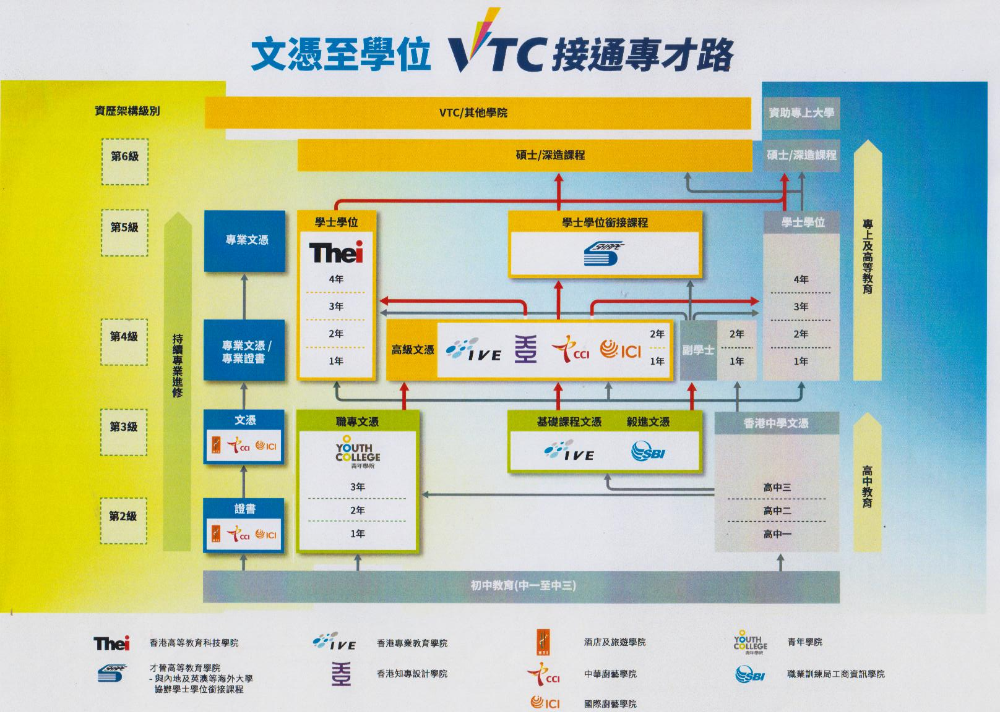 文憑至學位 VTC 接通專才路
資歷架構級別
VTC/其他學院
資助專上大學
第6級
碩士/深造課程
碩士/深造課程
第5級
專業文憑
學士學位
Thei
4年
3年
2年
1年
學士學位銜接課程
SHAPE
學士學位
4年
3年
2年
1年
專上及高等教育
持續專業進修
第4級
專業文憑 /
專業證書
高級文憑
IVE
CCI
ICI
2年
1年
副學士
2年
1年
第3級
文憑
HTI
CCI
ICI
職專文憑
YOUTH
COLLEGE
青年學院
3年
2年
1年
基礎課程文憑
毅進文憑
IVE
SBI
香港中學文憑
高中三
高中二
高中一
高中教育
第2級
證書
HTI
CCI
ICI
初中教育(中一至中三)
Thei
香港高等教育科技學院
IVE
香港專業教育學院
HTI
酒店及旅遊學院
YOUTH
COLLEGE
青年學院
青年學院
SHAPE
才晉高等教育學院
- 與內地及英澳等海外大學
協辦學士學位銜接課程
香港知專設計學院
CCI
中華廚藝學院
SBI
職業訓練局工商資訊學院
ICI
國際廚藝學院